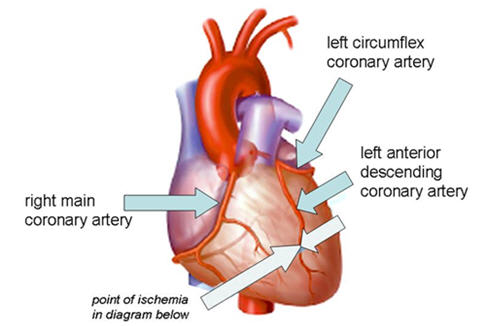 left circumflex
coronary artery
left anterior
descending
coronary artery
right main
coronary artery
point of ischemia
in diagram below